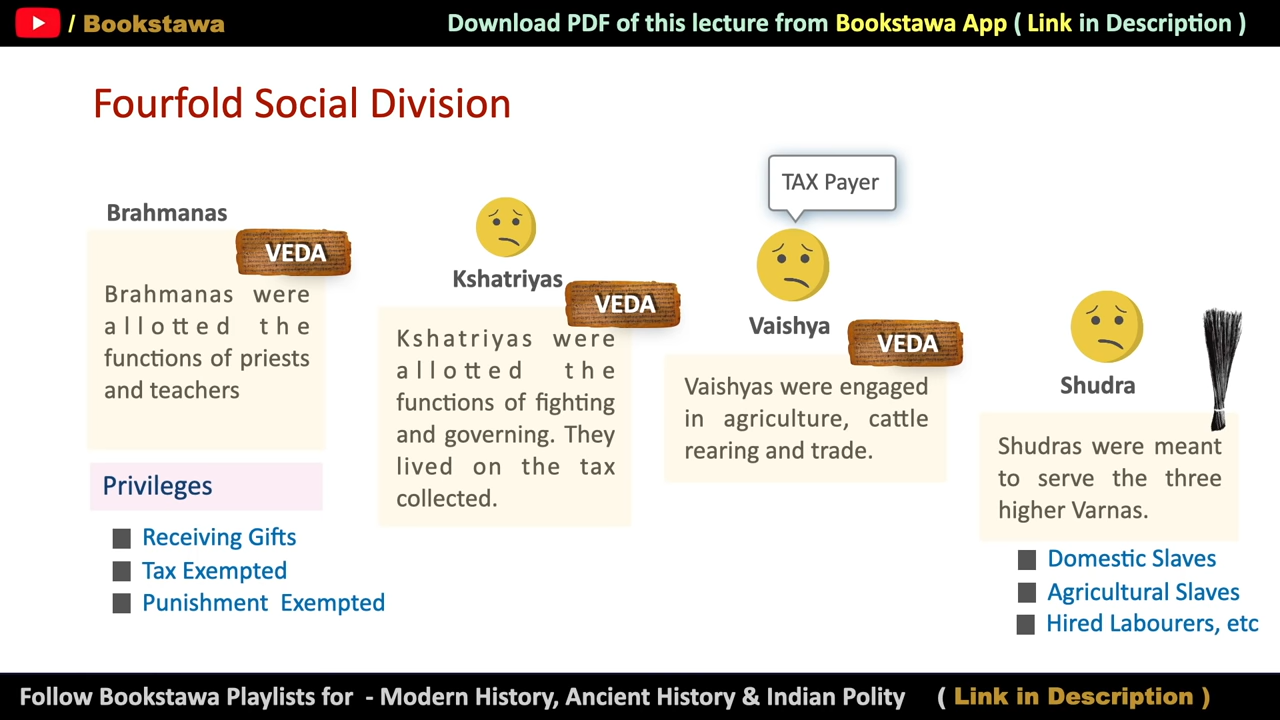 / Bookstawa
Download PDF of this lecture from Bookstawa App ( Link in Description )
Fourfold Social Division
Brahmanas
VEDA
Brahmanas were
allotted the
functions of priests
and teachers
Privileges
Receiving Gifts
Tax Exempted
Punishment Exempted
Kshatriyas
VEDA
Kshatriyas were
allotted the
functions of fighting
and governing. They
lived on the tax
collected.
TAX Payer
Vaishya
VEDA
Vaishyas were engaged
in agriculture, cattle
rearing and trade.
Shudra
Shudras were meant
to serve the three
higher Varnas.
Domestic Slaves
Agricultural Slaves
Hired Labourers, etc
Follow Bookstawa Playlists for - Modern History, Ancient History & Indian Polity ( Link in Description )